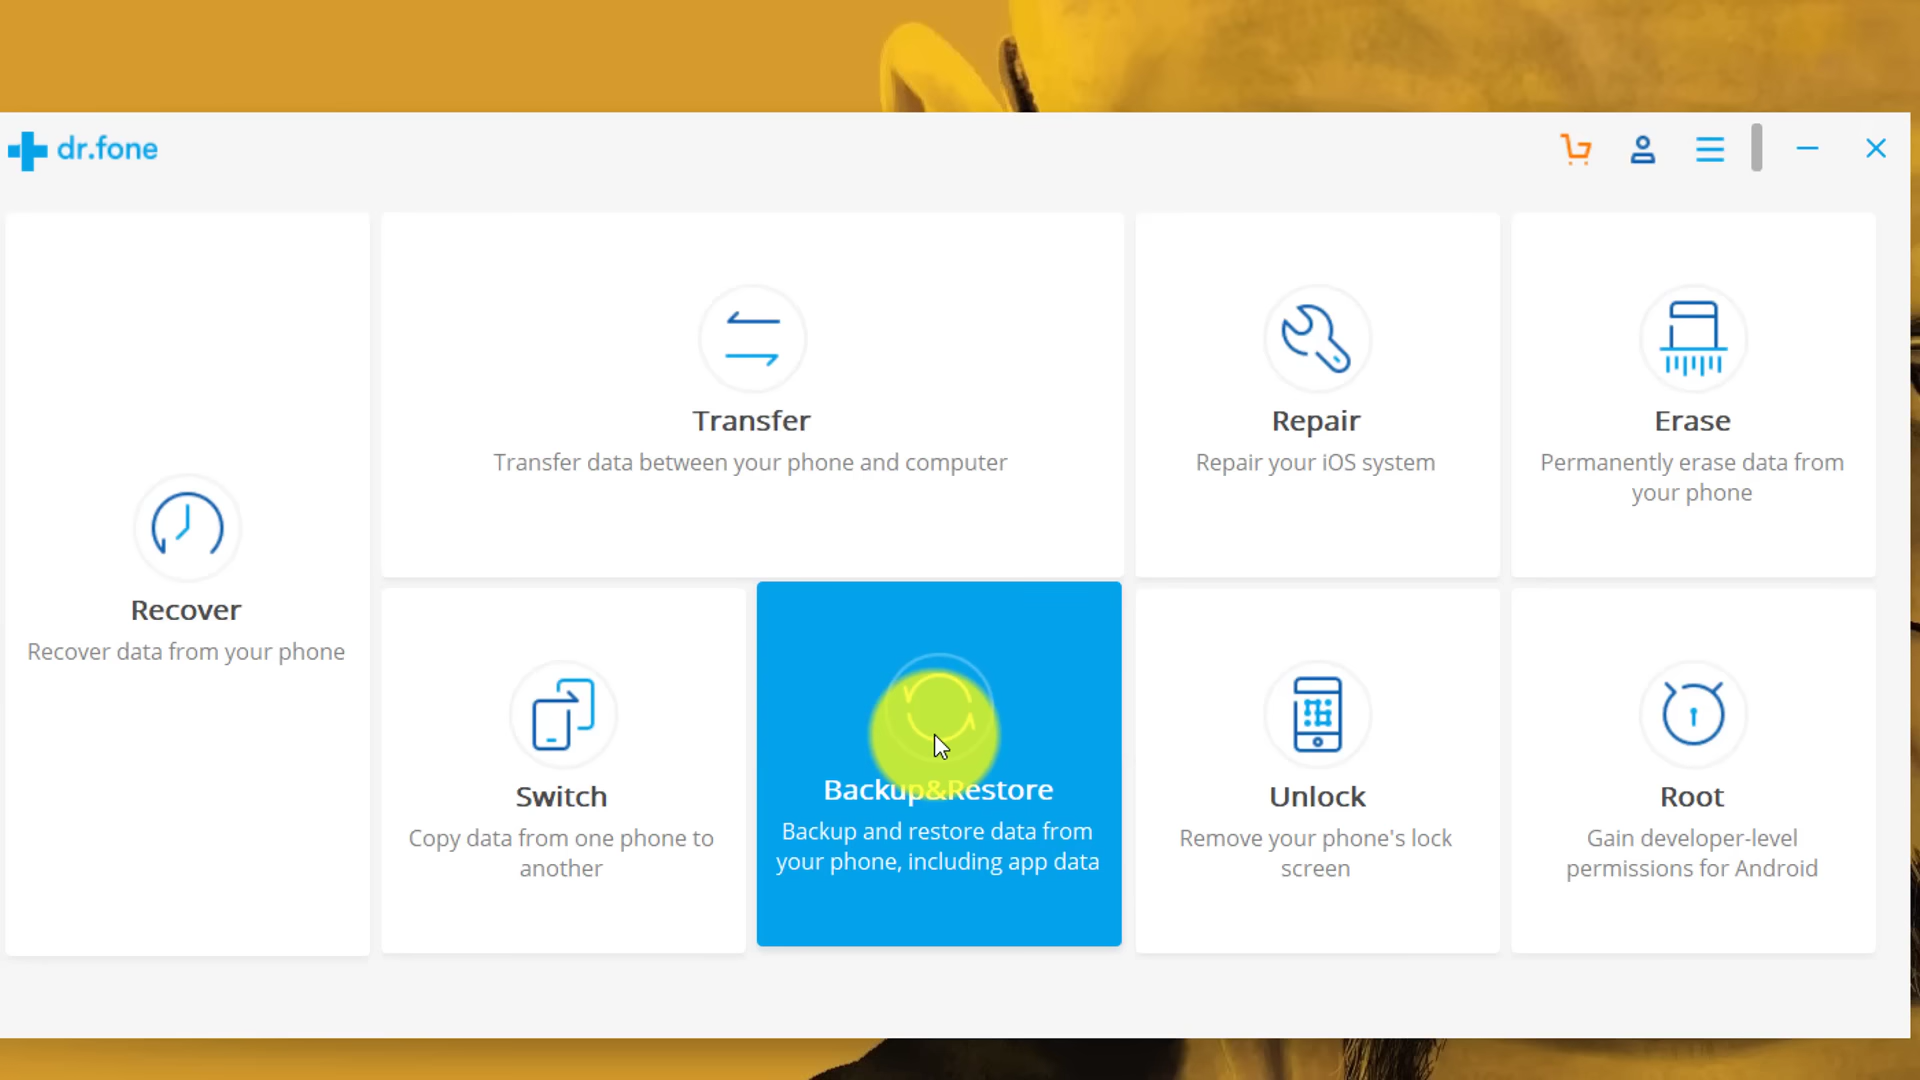 dr.fone
Recover
Recover data from your phone
Transfer
Transfer data between your phone and computer
Repair
Repair your iOS system
Erase
Permanently erase data from
your phone
Switch
Copy data from one phone to
another
Backup&Restore
Backup and restore data from
your phone, including app data
Unlock
Remove your phone's lock
screen
Root
Gain developer-level
permissions for Android